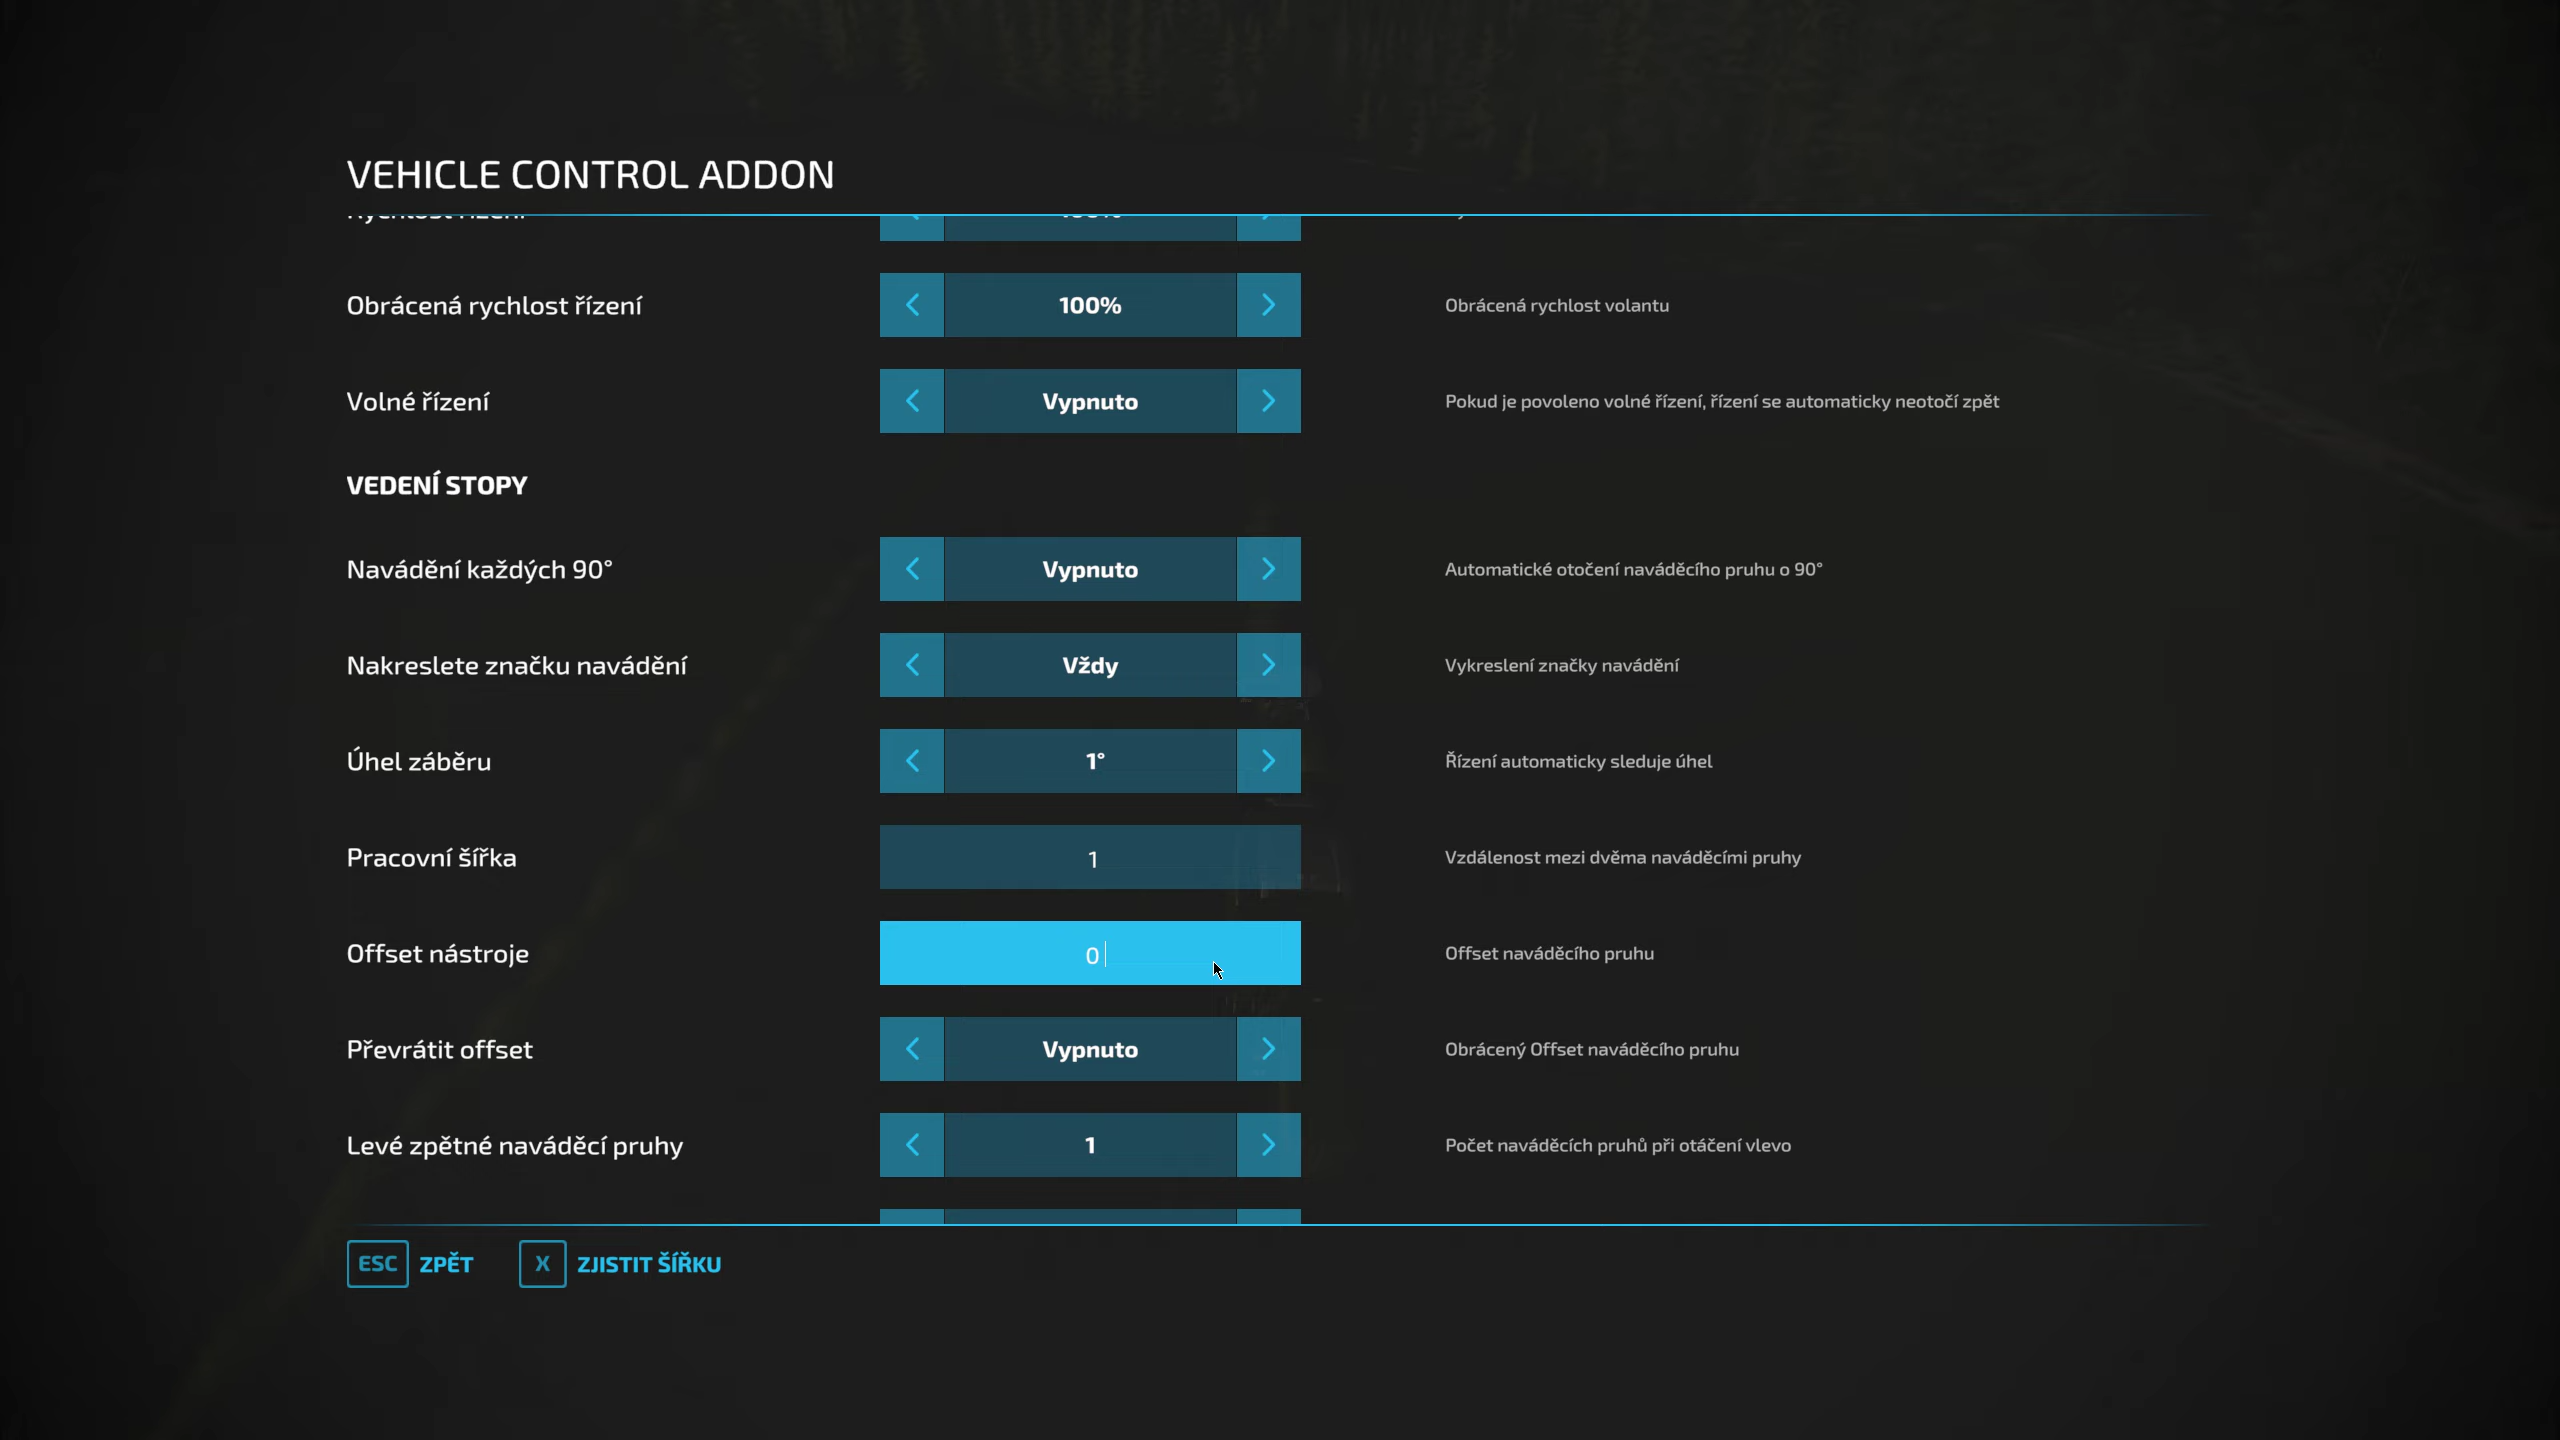 VEHICLE CONTROL ADDON
Obrácená rychlost řízení 100% Obrácená rychlost volantu
Volné řízení Vypnuto Pokud je povoleno volné řízení, řízení se automaticky neotočí zpět
VEDENÍ STOPY
Navádění každých 90° Vypnuto Automatické otočení naváděcího pruhu o 90°
Nakreslete značku navádění Vždy Vykreslení značky navádění
Úhel záběru 1° Řízení automaticky sleduje úhel
Pracovní šířka 1 Vzdálenost mezi dvěma naváděcími pruhy
Offset nástroje 0 Offset naváděcího pruhu
Převrátit offset Vypnuto Obrácený Offset naváděcího pruhu
Levé zpětné naváděcí pruhy 1 Počet naváděcích pruhů při otáčení vlevo
ESC ZPĚT X ZJISTIT ŠÍŘKU